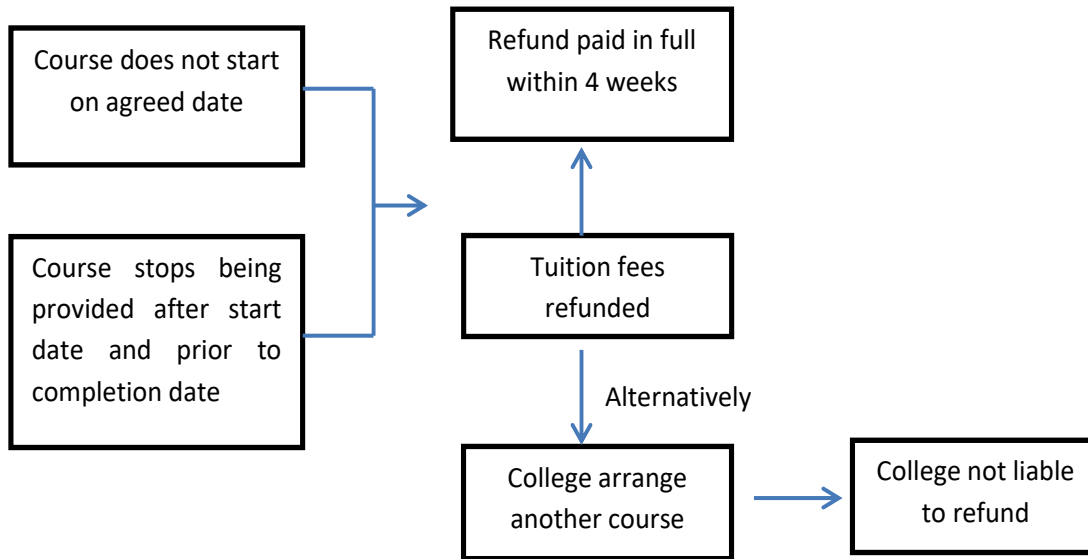 Course does not start
on agreed date
Refund paid in full
within 4 weeks
Course stops being
provided after start
date and prior to
completion date
Tuition fees
refunded
Alternatively
College arrange
another course
College not liable
to refund